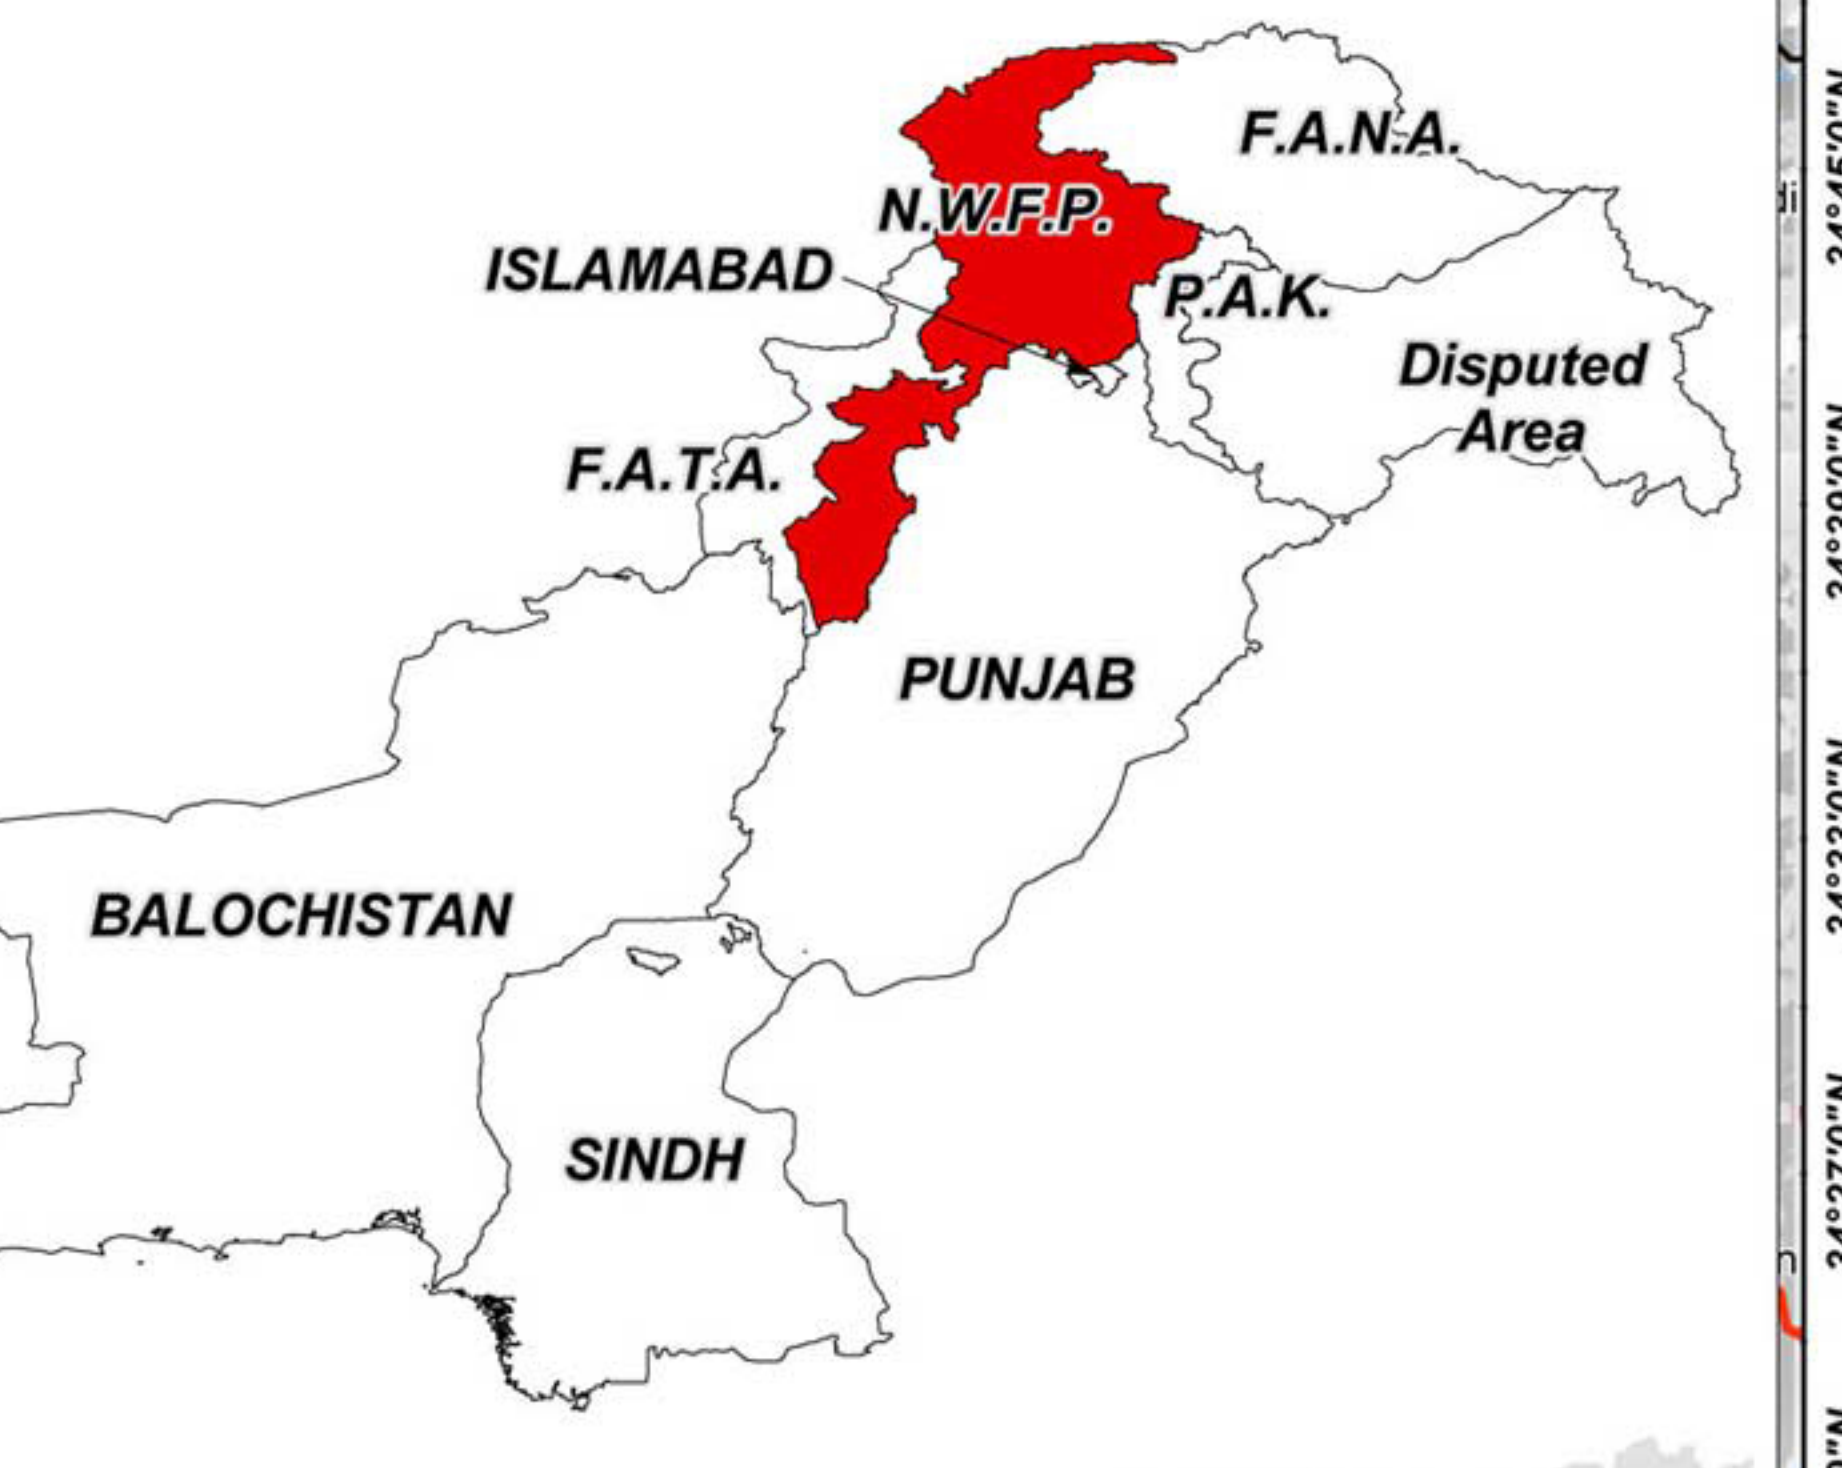 F.A.N.A.
N.W.F.P.
ISLAMABAD
P.A.K.
Disputed
Area
F.A.T.A.
PUNJAB
BALOCHISTAN
SINDH